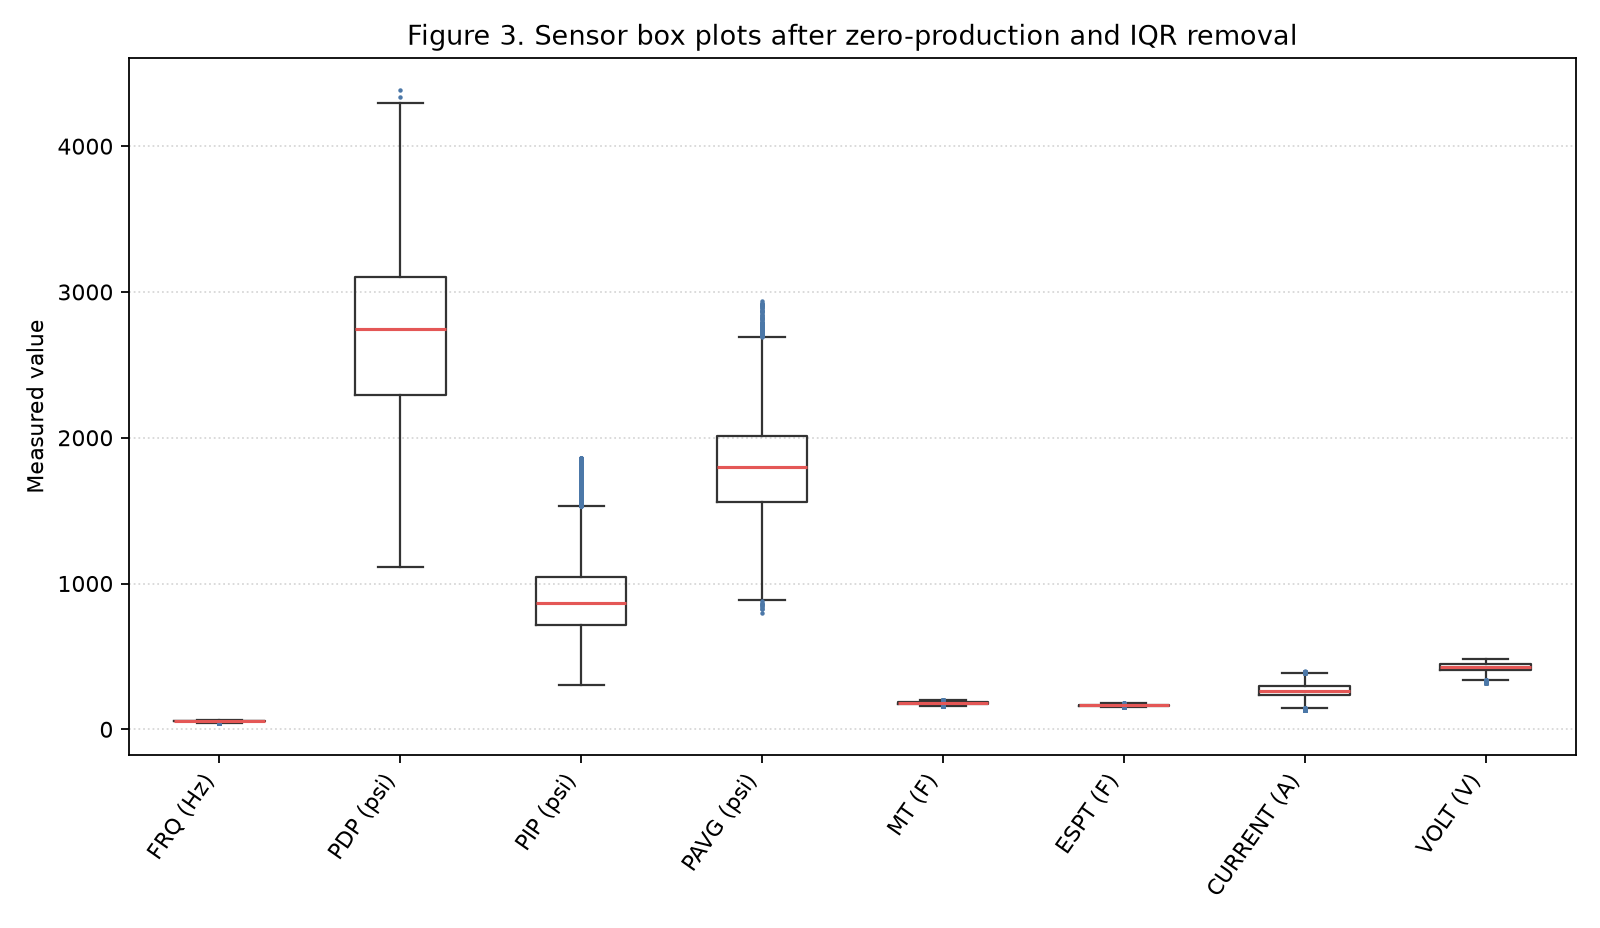 Figure 3. Sensor box plots after zero-production and IQR removal
Measured value
4000
3000
2000
1000
0
FRQ (Hz)
PDP (psi)
PIP (psi)
PAVG (psi)
MT (F)
ESPT (F)
CURRENT (A)
VOLT (V)